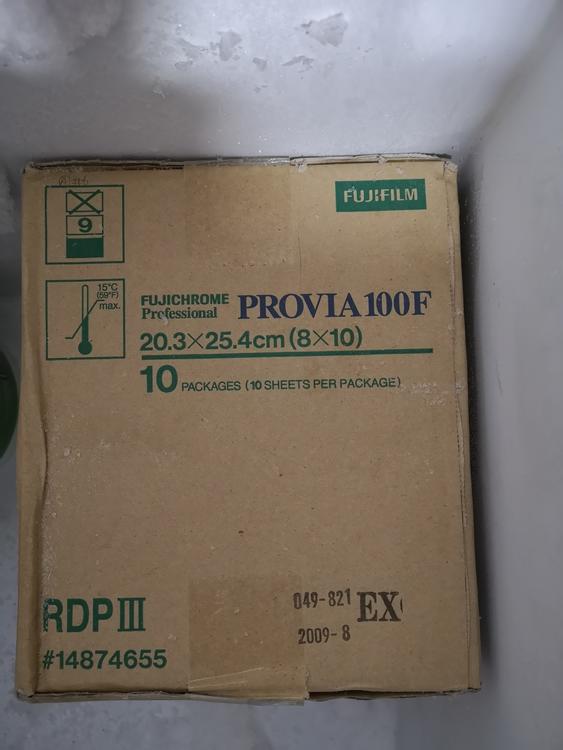 9
FUJIFILM
15°C
(59°F)
max.
FUJICHROME
Professional PROVIA 100F
20.3×25.4cm (8×10)
10 PACKAGES (10 SHEETS PER PACKAGE)
RDPIII
#14874655
049-821 EX
2009-8